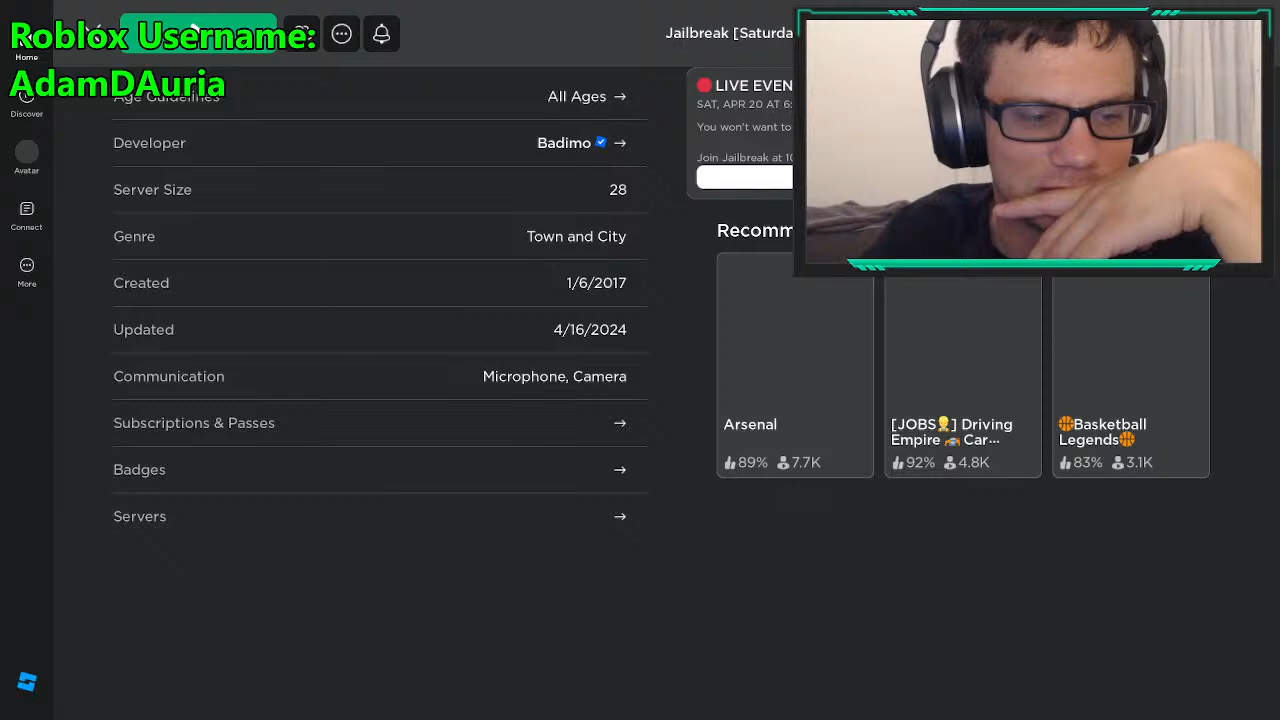 Roblox Username:
AdamDAuria
Home
Discover
Avatar
Connect
More
Jailbreak [Saturda
Age Guidelines
All Ages →
Developer
Badimo →
Server Size
28
Genre
Town and City
Created
1/6/2017
Updated
4/16/2024
Communication
Microphone, Camera
Subscriptions & Passes →
Badges →
Servers →
LIVE EVEN
SAT, APR 20 AT 6:
You won't want to
Join Jailbreak at 10
Recomm
Arsenal
89% 7.7K
[JOBS👷] Driving
Empire 🚗 Car...
92% 4.8K
🏀Basketball
Legends🏀
83% 3.1K